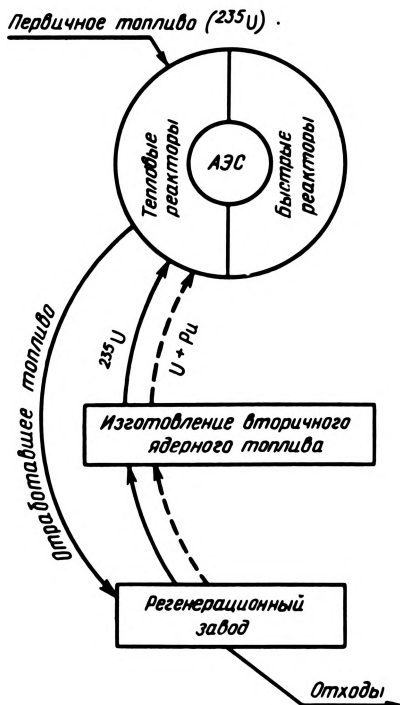 Первичное топливо (²³⁵U)
Тепловые
реакторы
АЭС
Быстрые
реакторы
Отработавшее топливо
²³⁵U
U + Pu
Изготовление вторичного
ядерного топлива
Регенерационный
завод
Отходы